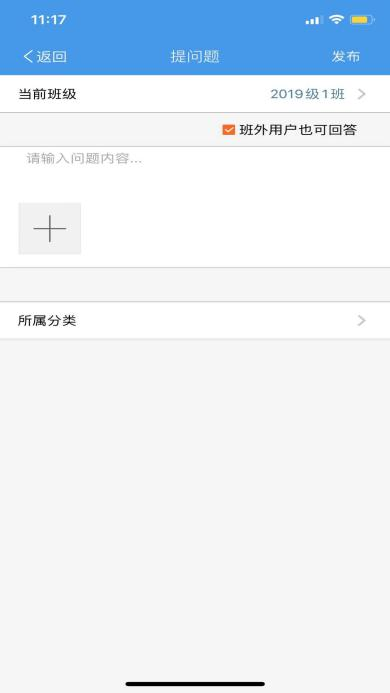 11:17
返回 提问题 发布
当前班级 2019级1班
班外用户也可回答
请输入问题内容...
所属分类